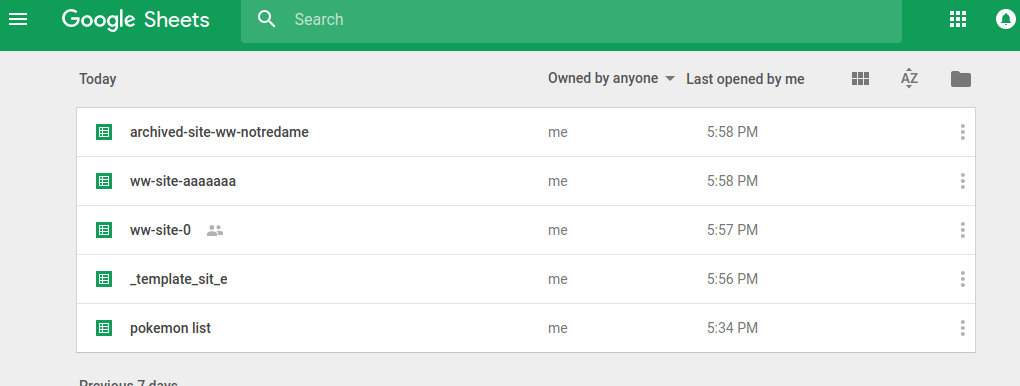 Google Sheets Search
Today Owned by anyone Last opened by me AZ
archived-site-ww-notredame me 5:58 PM
ww-site-aaaaaaa me 5:58 PM
ww-site-0 me 5:57 PM
_template_sit_e me 5:56 PM
pokemon list me 5:34 PM
Previous 7 days